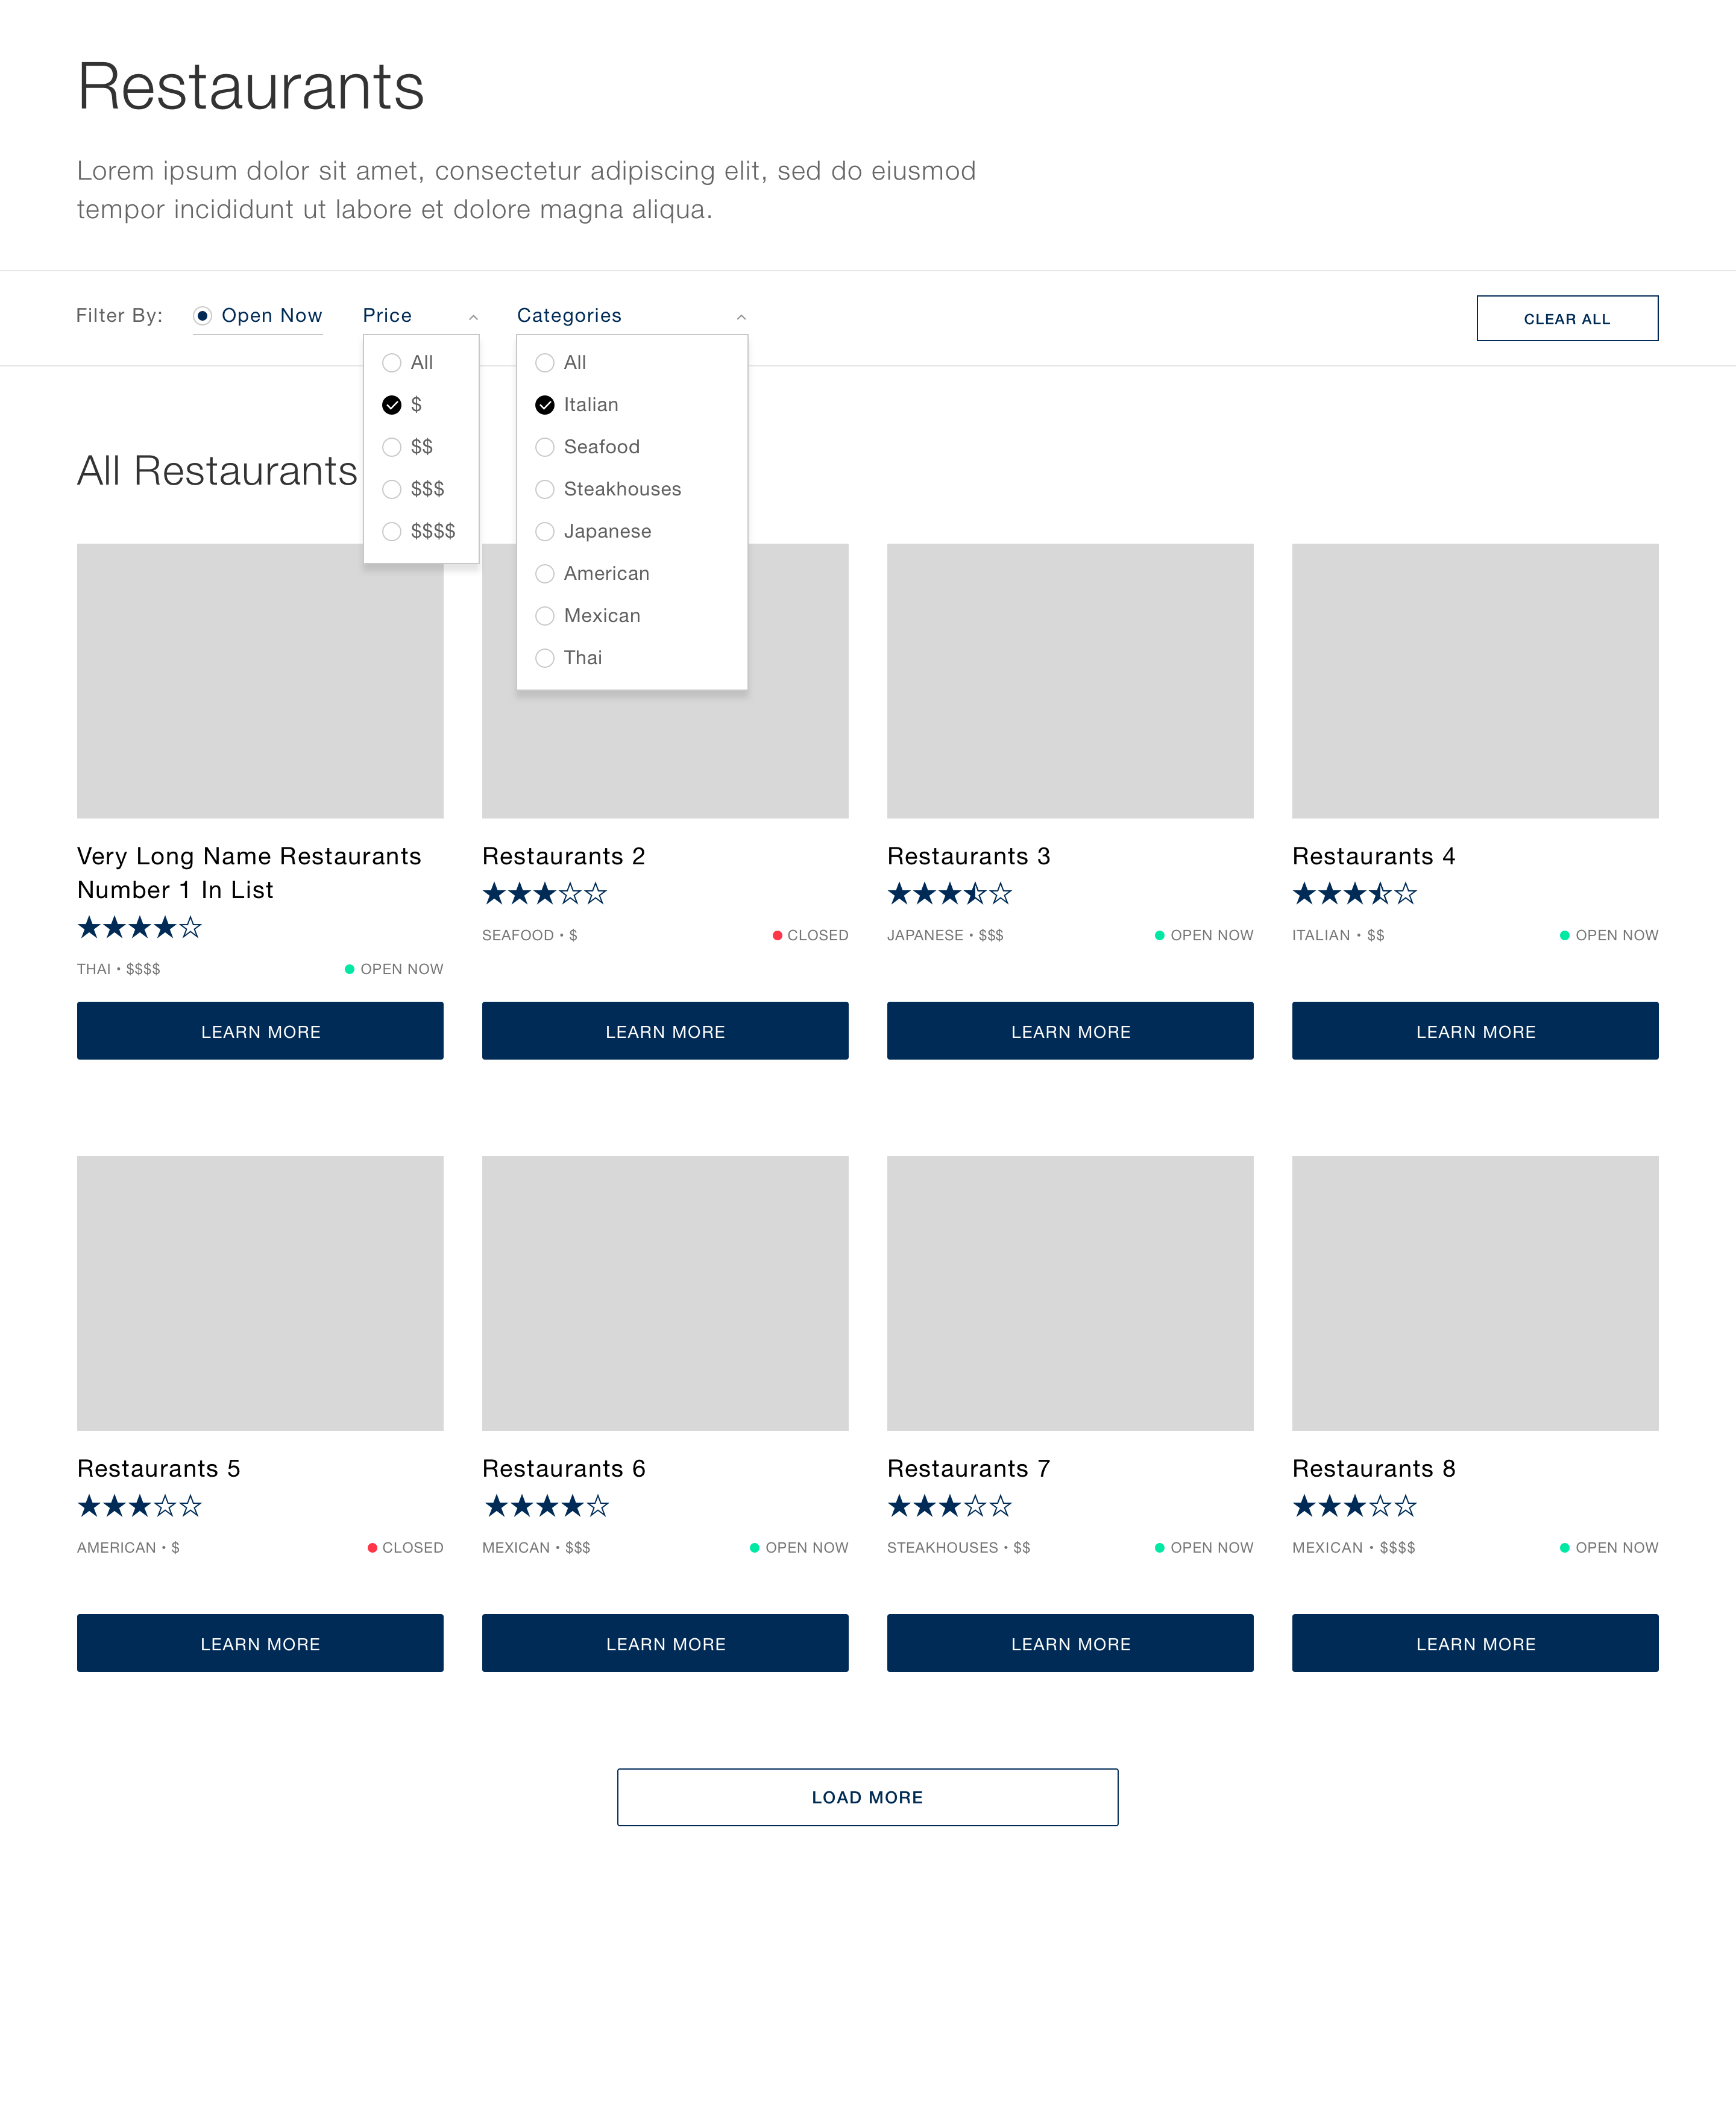 Restaurants
Lorem ipsum dolor sit amet, consectetur adipiscing elit, sed do eiusmod
tempor incididunt ut labore et dolore magna aliqua.
Filter By:
Open Now
Price
Categories
CLEAR ALL
All
$
$$
$$$
$$$$
All
Italian
Seafood
Steakhouses
Japanese
American
Mexican
Thai
All Restaurants
Very Long Name Restaurants
Number 1 In List
THAI • $$$$
OPEN NOW
LEARN MORE
Restaurants 2
SEAFOOD • $
CLOSED
LEARN MORE
Restaurants 3
JAPANESE • $$$
OPEN NOW
LEARN MORE
Restaurants 4
ITALIAN • $$
OPEN NOW
LEARN MORE
Restaurants 5
AMERICAN • $
CLOSED
LEARN MORE
Restaurants 6
MEXICAN • $$$
OPEN NOW
LEARN MORE
Restaurants 7
STEAKHOUSES • $$
OPEN NOW
LEARN MORE
Restaurants 8
MEXICAN • $$$$
OPEN NOW
LEARN MORE
LOAD MORE